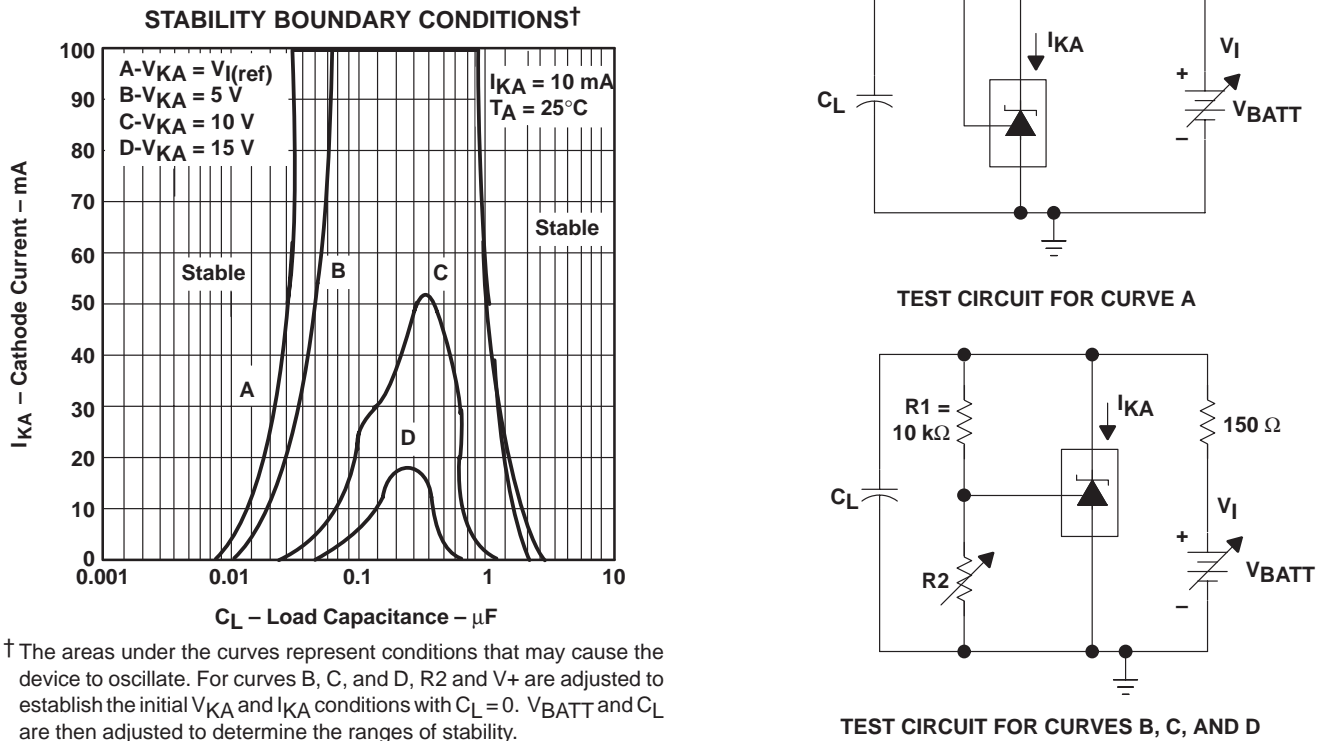 STABILITY BOUNDARY CONDITIONS†
100
90
80
70
60
50
40
30
20
10
0
IKA – Cathode Current – mA
A-VKA = VI(ref)
B-VKA = 5 V
C-VKA = 10 V
D-VKA = 15 V
IKA = 10 mA
TA = 25°C
Stable
Stable
A
B
C
D
0.001
0.01
0.1
1
10
CL – Load Capacitance – μF
† The areas under the curves represent conditions that may cause the
device to oscillate. For curves B, C, and D, R2 and V+ are adjusted to
establish the initial VKA and IKA conditions with CL = 0. VBATT and CL
are then adjusted to determine the ranges of stability.
IKA
VI
CL
+
VBATT
–
TEST CIRCUIT FOR CURVE A
R1 =
10 kΩ
IKA
150 Ω
CL
VI
+
R2
VBATT
–
TEST CIRCUIT FOR CURVES B, C, AND D